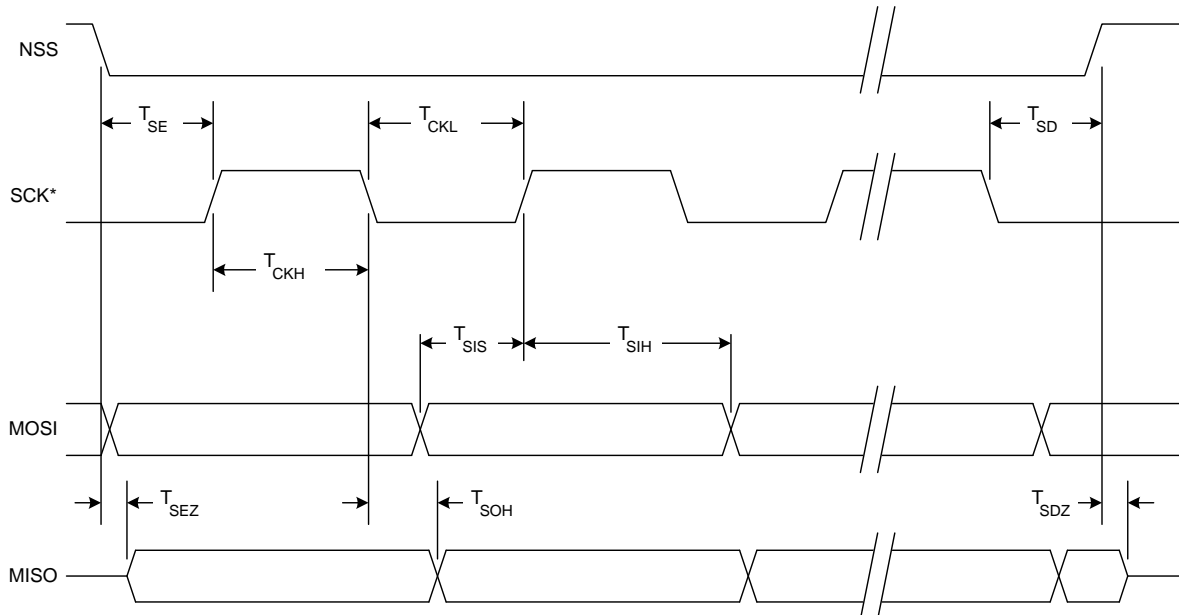 NSS
T_SE
T_CKL
T_SD
SCK*
T_CKH
T_SIS
T_SIH
MOSI
T_SEZ
T_SOH
T_SDZ
MISO